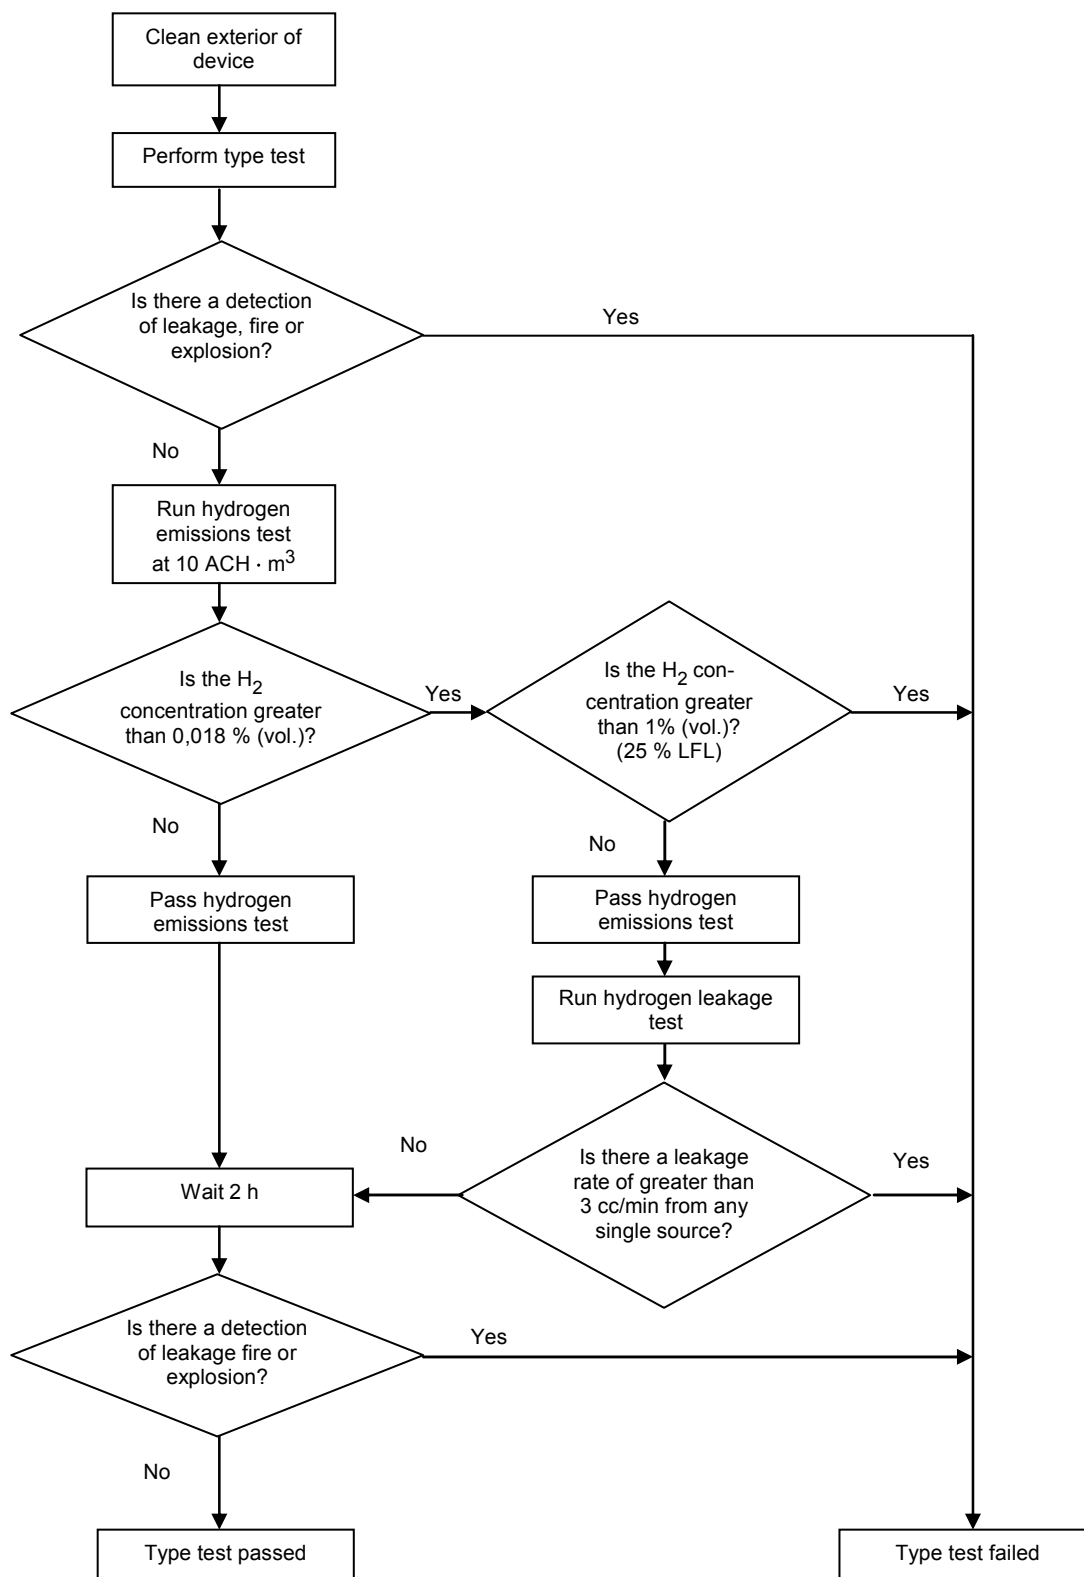 Clean exterior of
device
Perform type test
Is there a detection
of leakage, fire or
explosion?
Yes
No
Run hydrogen
emissions test
at 10 ACH · m³
Is the H₂
concentration greater
than 0,018 % (vol.)?
Yes
Is the H₂ con-
centration greater
than 1% (vol.)?
(25 % LFL)
Yes
No
No
Pass hydrogen
emissions test
Pass hydrogen
emissions test
Run hydrogen leakage
test
No
Is there a leakage
rate of greater than
3 cc/min from any
single source?
Yes
Wait 2 h
Is there a detection
of leakage fire or
explosion?
Yes
No
Type test passed
Type test failed